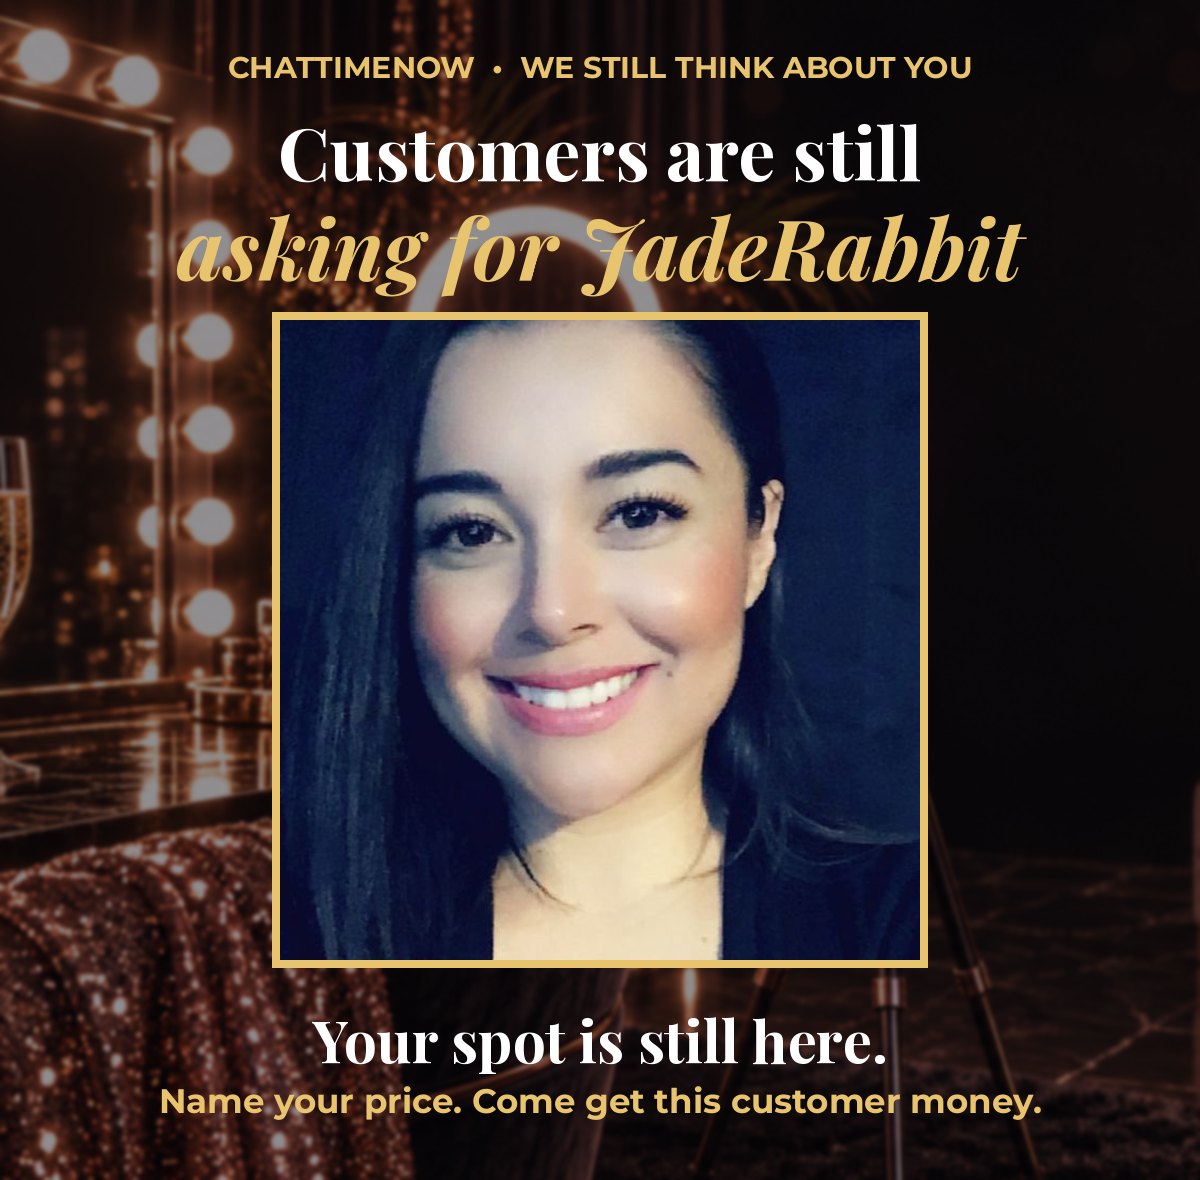 CHATTIMENOW • WE STILL THINK ABOUT YOU
Customers are still
asking for JadeRabbit
Your spot is still here.
Name your price. Come get this customer money.